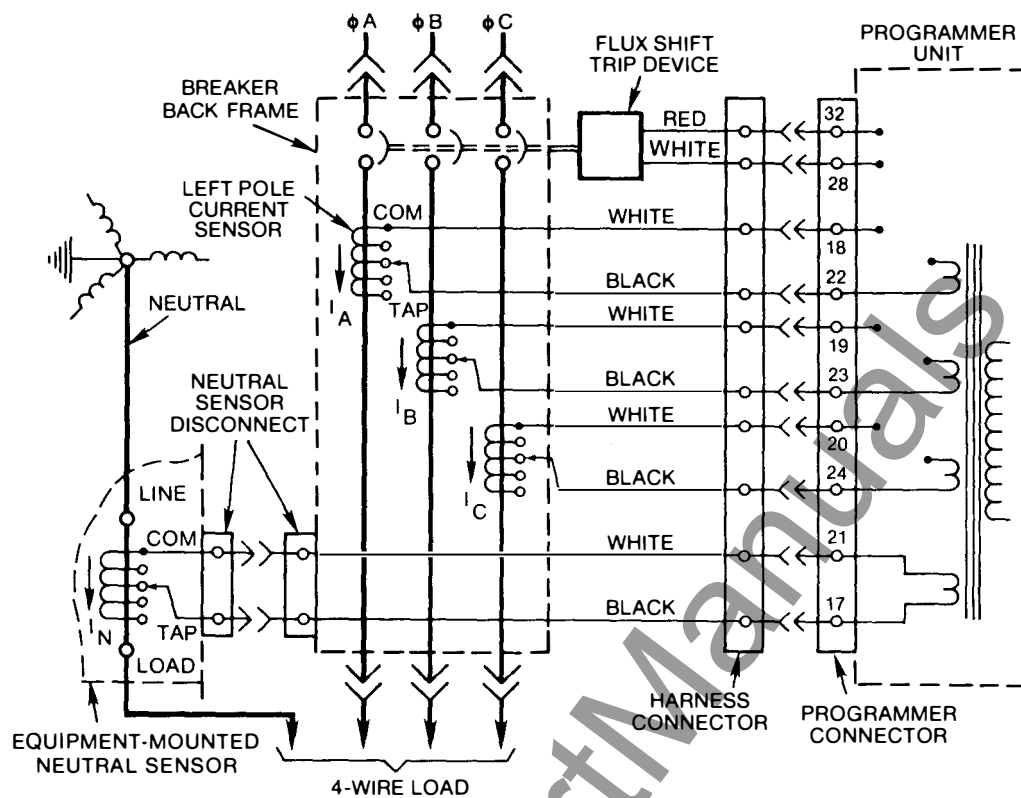 ϕA
ϕB
ϕC
FLUX SHIFT
TRIP DEVICE
PROGRAMMER
UNIT
BREAKER
BACK FRAME
RED
32
WHITE
28
LEFT POLE
CURRENT
SENSOR
COM
WHITE
18
TAP
BLACK
22
I A
WHITE
19
NEUTRAL
BLACK
23
I B
NEUTRAL
SENSOR
DISCONNECT
WHITE
20
BLACK
24
I C
LINE
COM
WHITE
21
BLACK
17
I N
TAP
LOAD
HARNESS
CONNECTOR
PROGRAMMER
CONNECTOR
EQUIPMENT-MOUNTED
NEUTRAL SENSOR
4-WIRE LOAD
rtManuals